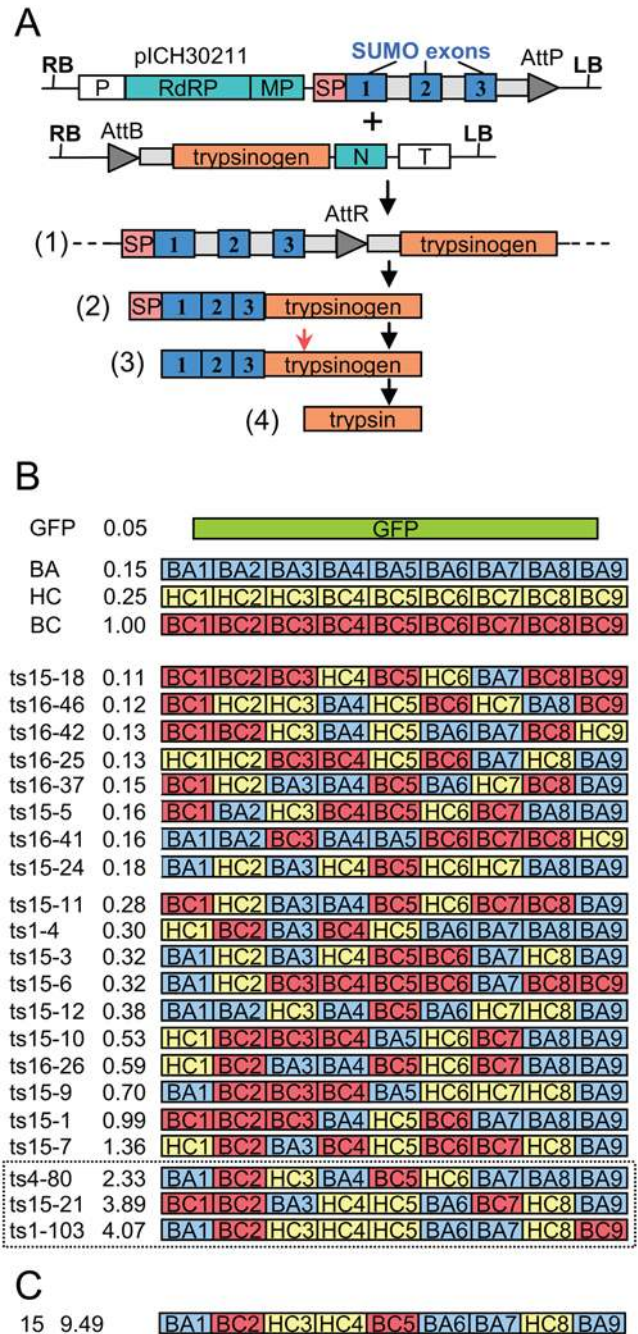 A
pICH30211
SUMO exons
RB P RdRP MP SP 1 2 3 AttP LB
+
RB AttB trypsinogen N T LB
AttR
(1) SP 1 2 3 trypsinogen
(2) SP 1 2 3 trypsinogen
(3) 1 2 3 trypsinogen
(4) trypsin
B
GFP 0.05 GFP
BA 0.15 BA1 BA2 BA3 BA4 BA5 BA6 BA7 BA8 BA9
HC 0.25 HC1 HC2 HC3 BC4 BC5 BC6 BC7 BC8 BC9
BC 1.00 BC1 BC2 BC3 BC4 BC5 BC6 BC7 BC8 BC9
ts15-18 0.11 BC1 BC2 BC3 HC4 BC5 HC6 BA7 BC8 BC9
ts16-46 0.12 BC1 HC2 HC3 BA4 HC5 BC6 HC7 BA8 BC9
ts16-42 0.13 BC1 BC2 HC3 BA4 HC5 BA6 BA7 BC8 HC9
ts16-25 0.13 HC1 HC2 BC3 BC4 HC5 BC6 BA7 HC8 BA9
ts16-37 0.15 BC1 HC2 BA3 BA4 BC5 BA6 HC7 BC8 BA9
ts15-5 0.16 BC1 BA2 HC3 BC4 BC5 HC6 BC7 BA8 BA9
ts16-41 0.16 BA1 BA2 BC3 BA4 BA5 BC6 BC7 BC8 HC9
ts15-24 0.18 BA1 HC2 BA3 HC4 BC5 HC6 HC7 BA8 BA9
ts15-11 0.28 BC1 HC2 BA3 BA4 BC5 HC6 BC7 BC8 BA9
ts1-4 0.30 HC1 BC2 BA3 BC4 HC5 BA6 BA7 BA8 BA9
ts15-3 0.32 BA1 HC2 BA3 HC4 BC5 BC6 BA7 HC8 BA9
ts15-6 0.32 BA1 HC2 BC3 BC4 BC5 BC6 BA7 BC8 BC9
ts15-12 0.38 BA1 BA2 HC3 BA4 BC5 BA6 HC7 HC8 BA9
ts15-10 0.53 HC1 BC2 BC3 BC4 BA5 HC6 BC7 BA8 BA9
ts16-26 0.59 HC1 BC2 BA3 BA4 BC5 HC6 BC7 BA8 BA9
ts15-9 0.70 BA1 BC2 BC3 BC4 BA5 HC6 HC7 HC8 BA9
ts15-1 0.99 BC1 BC2 BC3 BA4 HC5 BC6 BA7 BA8 BA9
ts15-7 1.36 HC1 BC2 BA3 BC4 HC5 BC6 BC7 HC8 BA9
ts4-80 2.33 BA1 BC2 HC3 BA4 BC5 HC6 BA7 BA8 BA9
ts15-21 3.89 BC1 BC2 BA3 HC4 HC5 BA6 BC7 HC8 BA9
ts1-103 4.07 BA1 BC2 HC3 HC4 HC5 BA6 BA7 HC8 BC9
C
15 9.49 BA1 BC2 HC3 HC4 BC5 BA6 BA7 HC8 BA9